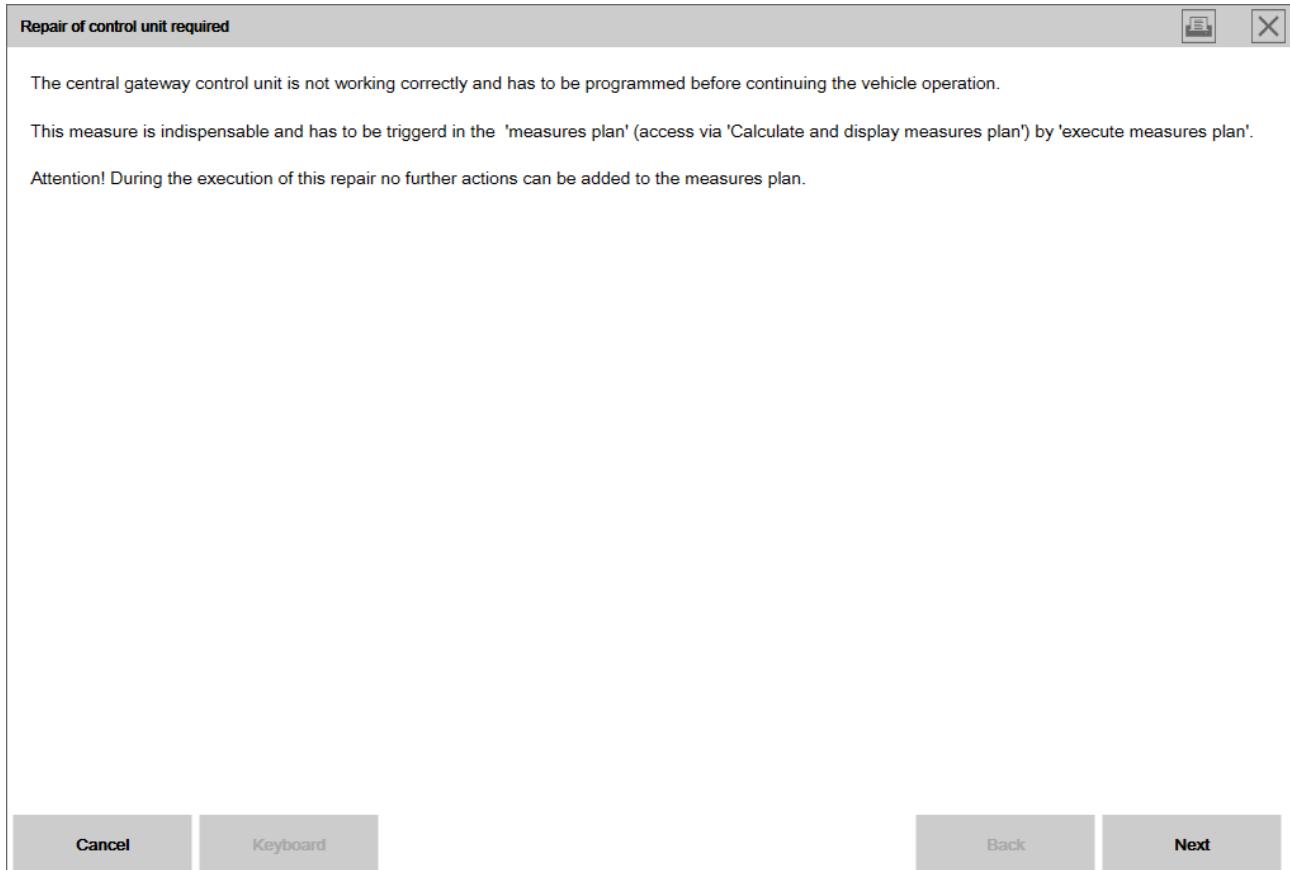 Repair of control unit required
The central gateway control unit is not working correctly and has to be programmed before continuing the vehicle operation.
This measure is indispensable and has to be triggerd in the  'measures plan' (access via 'Calculate and display measures plan') by 'execute measures plan'.
Attention! During the execution of this repair no further actions can be added to the measures plan.
Cancel Keyboard Back Next